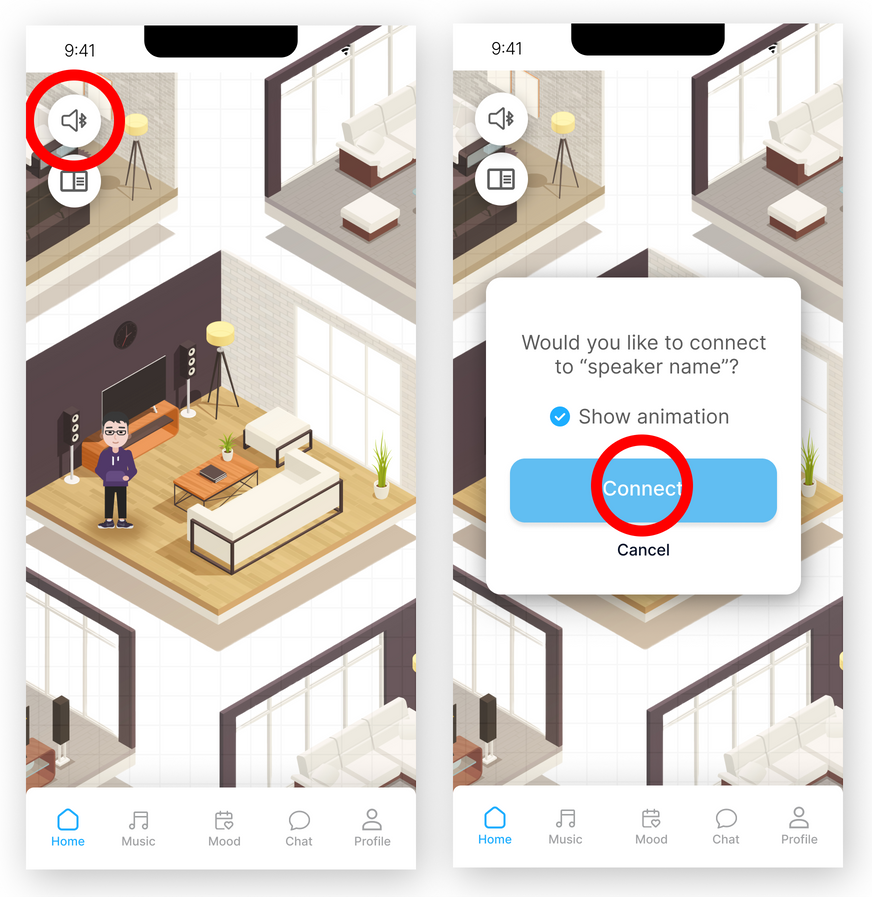 9:41
Home
Music
Mood
Chat
Profile
9:41
Would you like to connect
to “speaker name”?
Show animation
Connect
Cancel
Home
Music
Mood
Chat
Profile